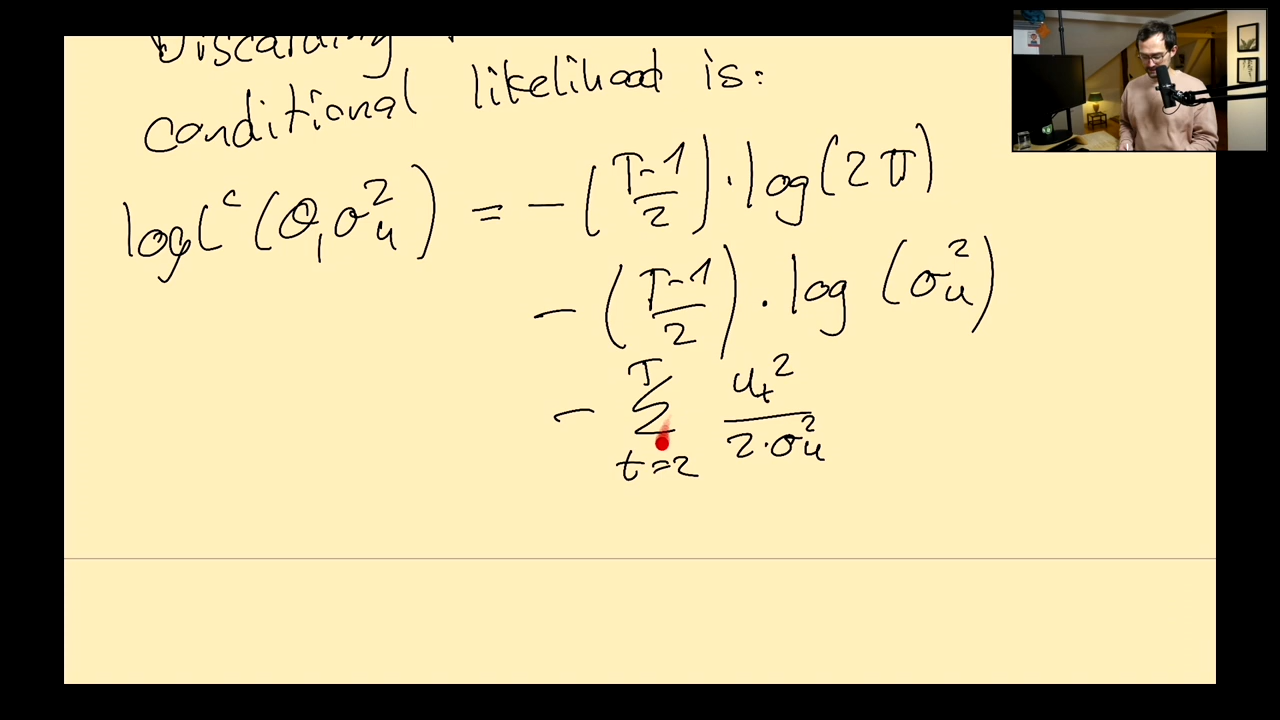 Discarding
conditional likelihood is:
log L^c (θ, σ_u^2) = - (T-1/2) · log(2π)
- (T-1/2) · log (σ_u^2)
- Σ_{t=2}^T u_t^2 / 2·σ_u^2